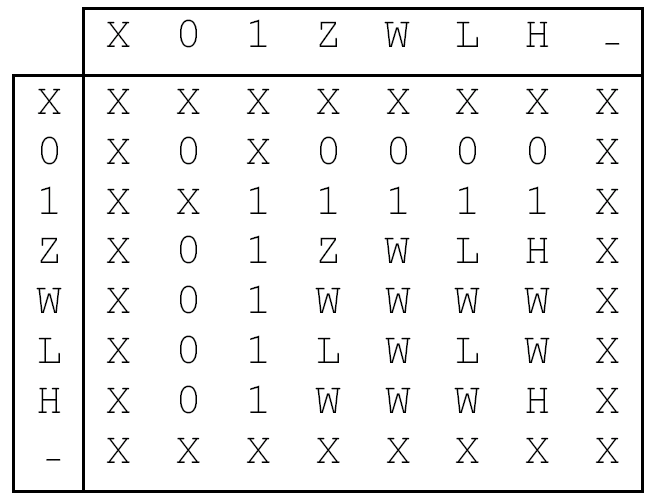 X 0 1 Z W L H -
X X X X X X X X X
0 X 0 X 0 0 0 0 X
1 X X 1 1 1 1 1 X
Z X 0 1 Z W L H X
W X 0 1 W W W W X
L X 0 1 L W L W X
H X 0 1 W W W H X
- X X X X X X X X